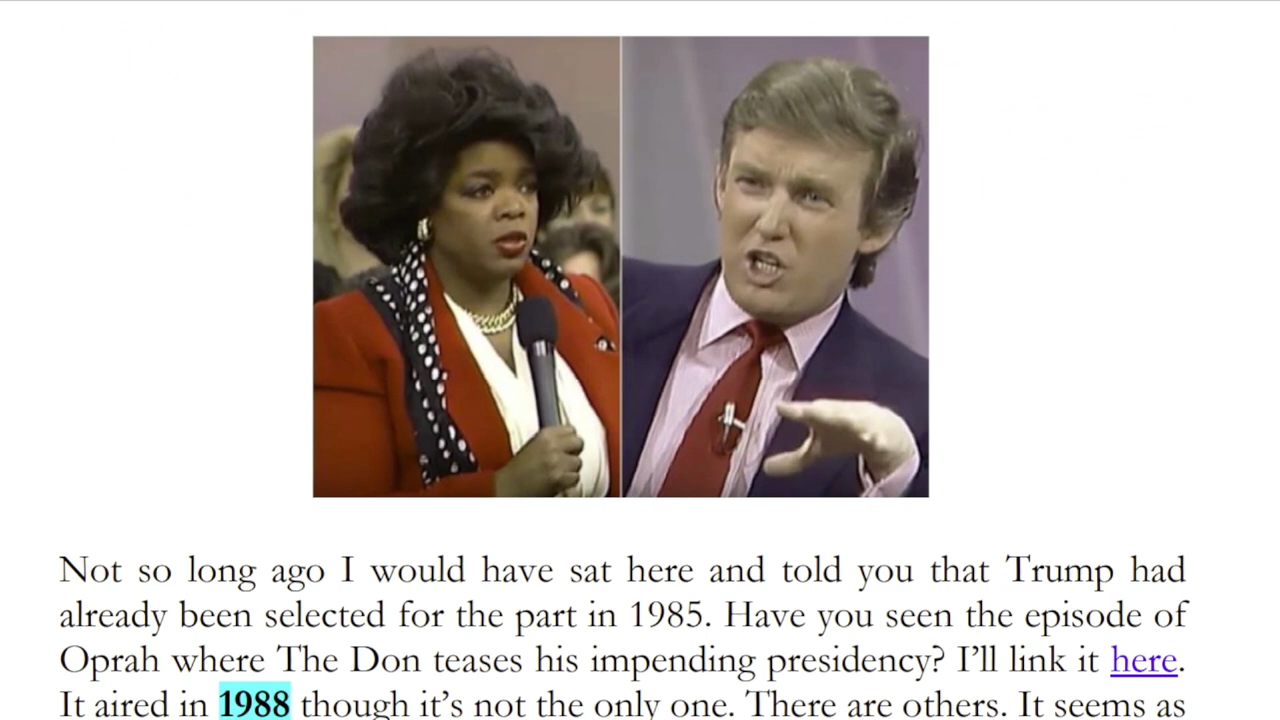 Not so long ago I would have sat here and told you that Trump had
already been selected for the part in 1985. Have you seen the episode of
Oprah where The Don teases his impending presidency? I’ll link it here.
It aired in 1988 though it’s not the only one. There are others. It seems as